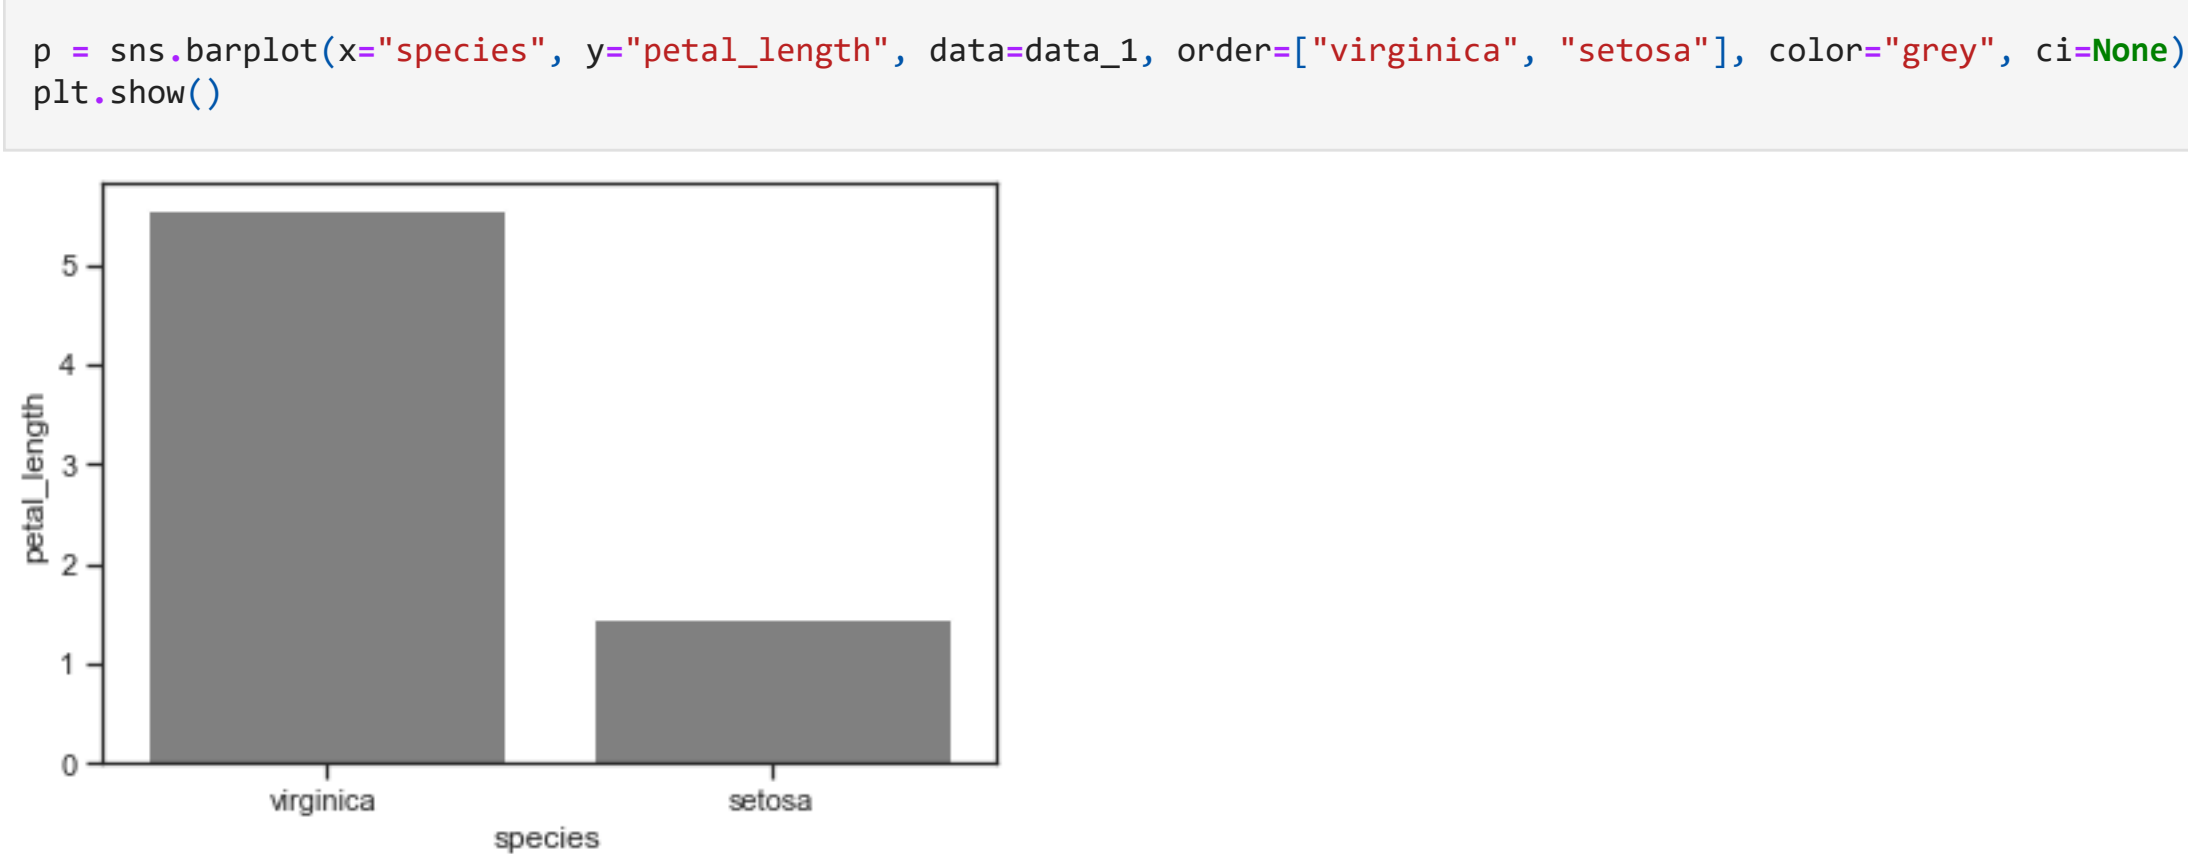 p = sns.barplot(x="species", y="petal_length", data=data_1, order=["virginica", "setosa"], color="grey", ci=None)
plt.show()
5
4
3
2
1
0
petal_length
virginica setosa
species